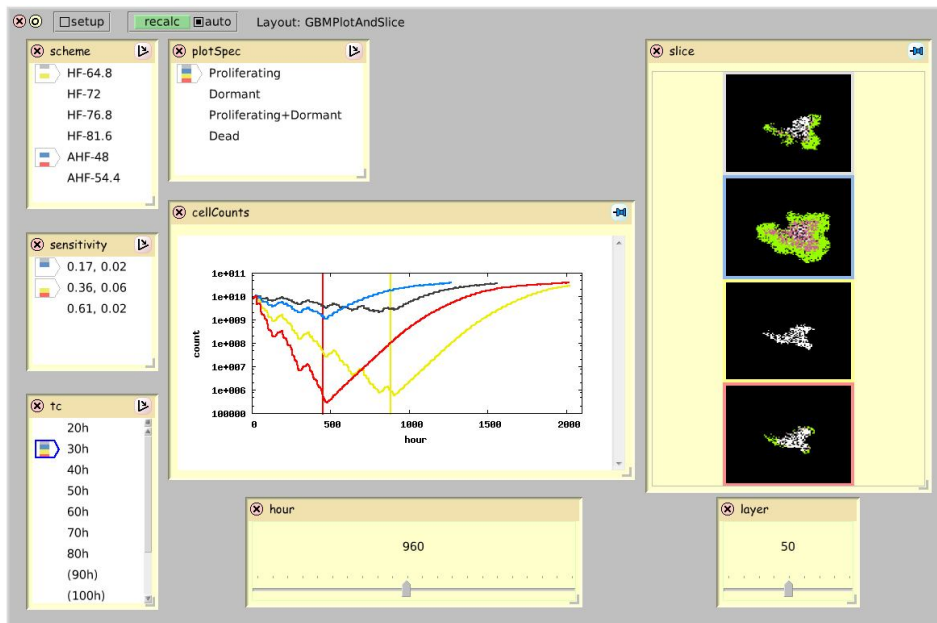 setup recalc auto Layout: GBMPlotAndSlice
scheme
HF-64.8
HF-72
HF-76.8
HF-81.6
AHF-48
AHF-54.4
plotSpec
Proliferating
Dormant
Proliferating+Dormant
Dead
slice
sensitivity
0.17, 0.02
0.36, 0.06
0.61, 0.02
cellCounts
1e+011
1e+010
1e+009
1e+008
1e+007
1e+006
100000
count
0 500 1000 1500 2000
hour
tc
20h
30h
40h
50h
60h
70h
80h
(90h)
(100h)
hour
960
layer
50